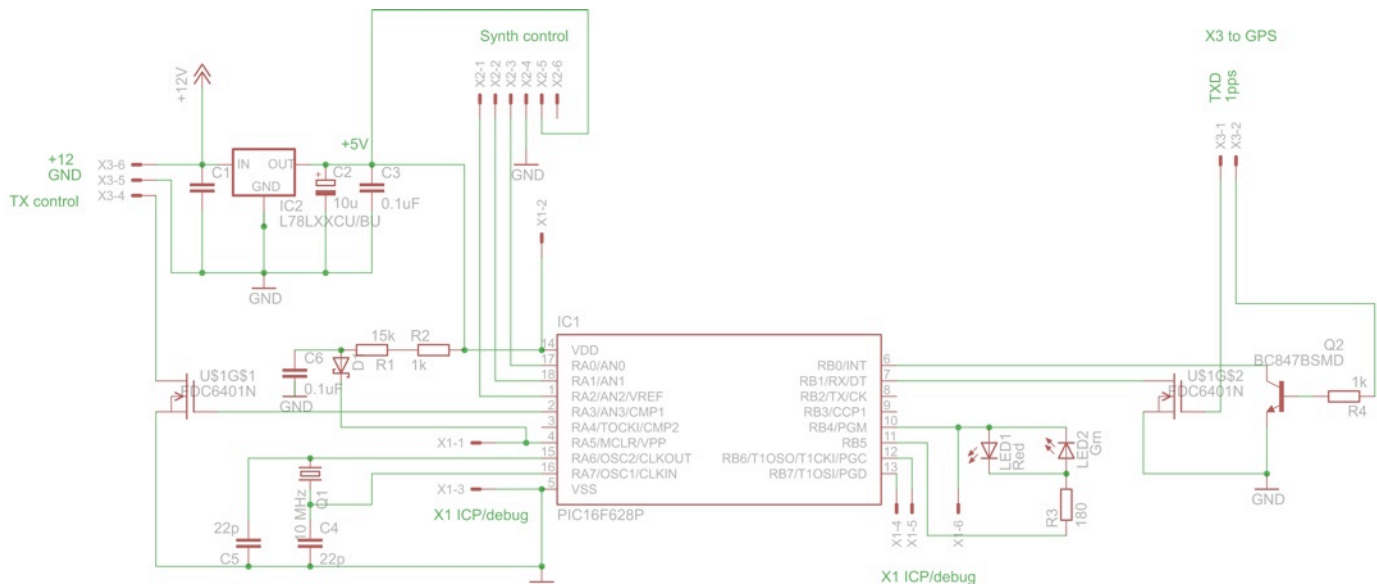 Synth control
X3 to GPS
X2-1
X2-2
X2-3
X2-4
X2-5
X2-6
TXD
1pps
X3-1
X3-2
+12V
+5V
+12
GND
TX control
X3-6
X3-5
X3-4
C1
IN OUT
GND
IC2
L78LXXCU/BU
C2
10u
C3
0.1uF
GND
GND
X1-2
IC1
15k
R1
R2
1k
C6
0.1uF
GND
U$1G$1
FDC6401N
14 VDD
17 RA0/AN0
18 RA1/AN1
1 RA2/AN2/VREF
2 RA3/AN3/CMP1
3 RA4/TOCKI/CMP2
4 RA5/MCLR/VPP
15 RA6/OSC2/CLKOUT
16 RA7/OSC1/CLKIN
5 VSS
RB0/INT 6
RB1/RX/DT 7
RB2/TX/CK 8
RB3/CCP1 9
RB4/PGM 10
RB5 11
RB6/T1OSO/T1CKI/PGC 12
RB7/T1OSI/PGD 13
PIC16F628P
X1-1
X1-3
X1 ICP/debug
10 MHz
Q1
22p
C5
C4
22p
X1-4
X1-5
X1-6
X1 ICP/debug
LED1
Red
LED2
Grn
R3
180
U$1G$2
FDC6401N
Q2
BC847BSMD
1k
R4
GND